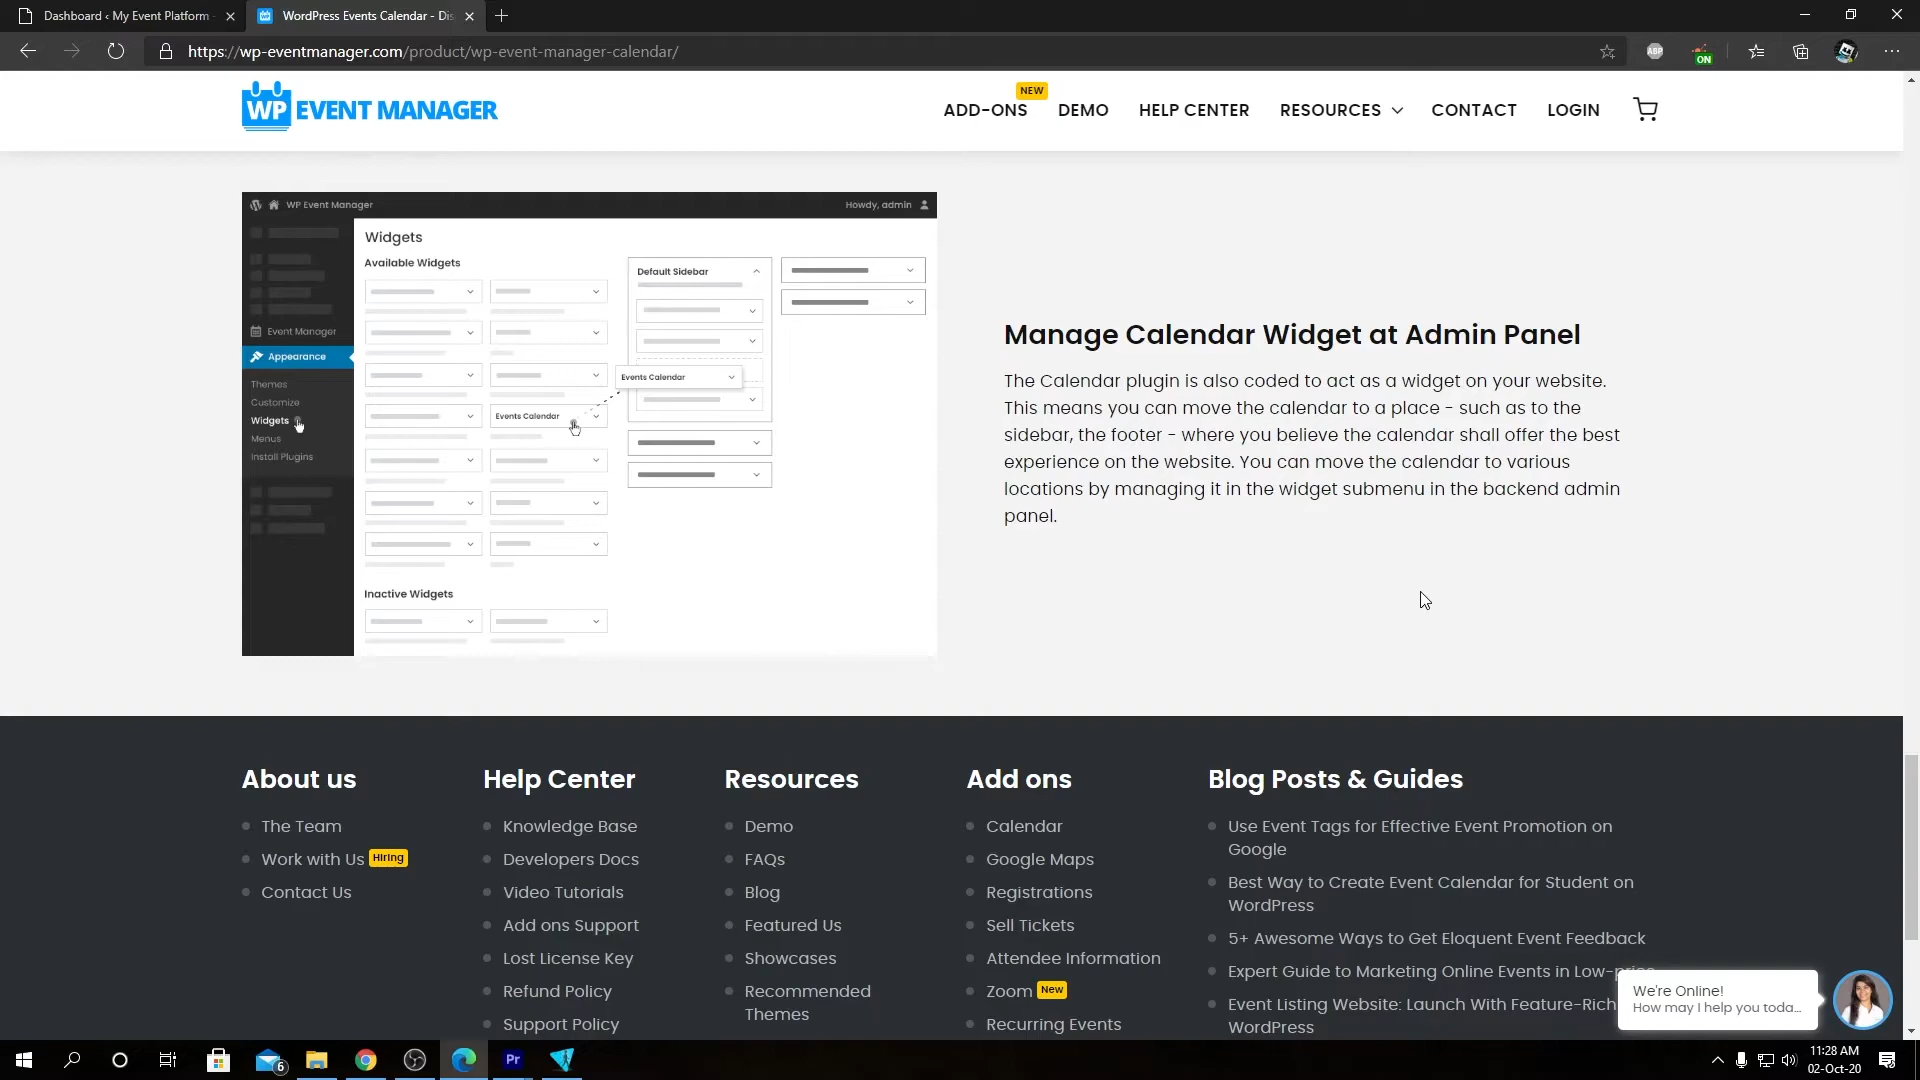 Dashboard ‹ My Event Platform
WordPress Events Calendar - Dis
https://wp-eventmanager.com/product/wp-event-manager-calendar/
ABP
ON
WP EVENT MANAGER
ADD-ONS
NEW
DEMO
HELP CENTER
RESOURCES
CONTACT
LOGIN
WP Event Manager
Howdy, admin
Event Manager
Appearance
Themes
Customize
Widgets
Menus
Install Plugins
Widgets
Available Widgets
Default Sidebar
Events Calendar
Events Calendar
Inactive Widgets
Manage Calendar Widget at Admin Panel
The Calendar plugin is also coded to act as a widget on your website.
This means you can move the calendar to a place - such as to the
sidebar, the footer - where you believe the calendar shall offer the best
experience on the website. You can move the calendar to various
locations by managing it in the widget submenu in the backend admin
panel.
About us
The Team
Work with Us Hiring
Contact Us
Help Center
Knowledge Base
Developers Docs
Video Tutorials
Add ons Support
Lost License Key
Refund Policy
Support Policy
Resources
Demo
FAQs
Blog
Featured Us
Showcases
Recommended
Themes
Add ons
Calendar
Google Maps
Registrations
Sell Tickets
Attendee Information
Zoom New
Recurring Events
Blog Posts & Guides
Use Event Tags for Effective Event Promotion on
Google
Best Way to Create Event Calendar for Student on
WordPress
5+ Awesome Ways to Get Eloquent Event Feedback
Expert Guide to Marketing Online Events in Low-price
Event Listing Website: Launch With Feature-Rich
WordPress
We're Online!
How may I help you toda...
6
Pr
11:28 AM
02-Oct-20